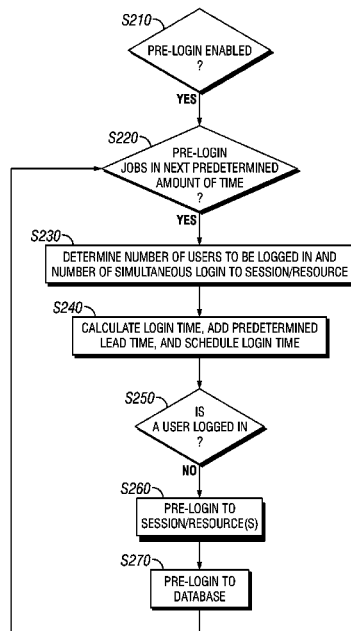 S210
PRE-LOGIN ENABLED
?
YES
S220
PRE-LOGIN
JOBS IN NEXT PREDETERMINED
AMOUNT OF TIME
?
YES
S230
DETERMINE NUMBER OF USERS TO BE LOGGED IN AND
NUMBER OF SIMULTANEOUS LOGIN TO SESSION/RESOURCE
S240
CALCULATE LOGIN TIME, ADD PREDETERMINED
LEAD TIME, AND SCHEDULE LOGIN TIME
S250
IS
A USER LOGGED IN
?
NO
S260
PRE-LOGIN TO
SESSION/RESOURCE(S)
S270
PRE-LOGIN TO
DATABASE